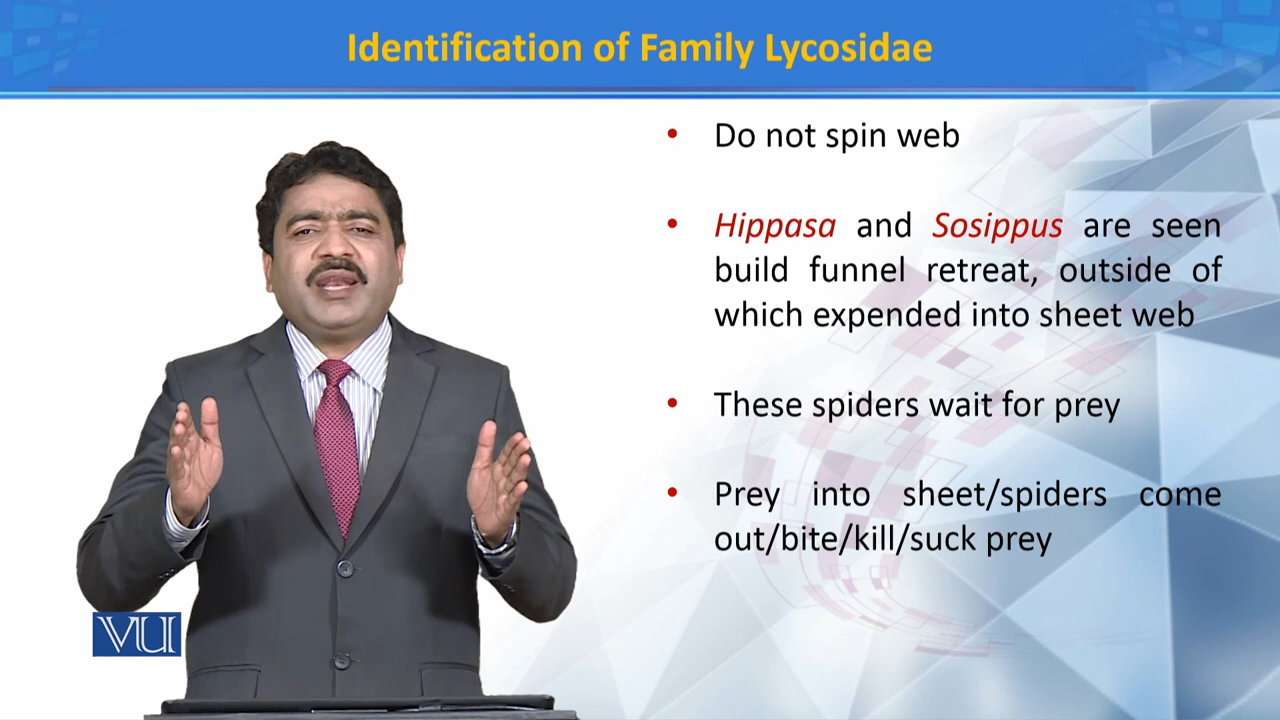 Identification of Family Lycosidae
• Do not spin web
• Hippasa and Sosippus are seen
build funnel retreat, outside of
which expended into sheet web
• These spiders wait for prey
• Prey into sheet/spiders come
out/bite/kill/suck prey
VU